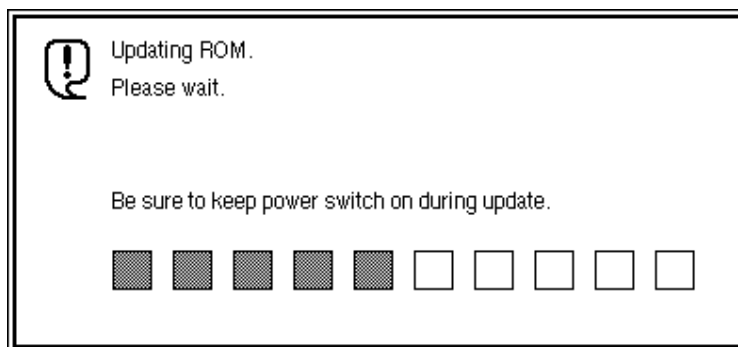 Updating ROM.
Please wait.
Be sure to keep power switch on during update.